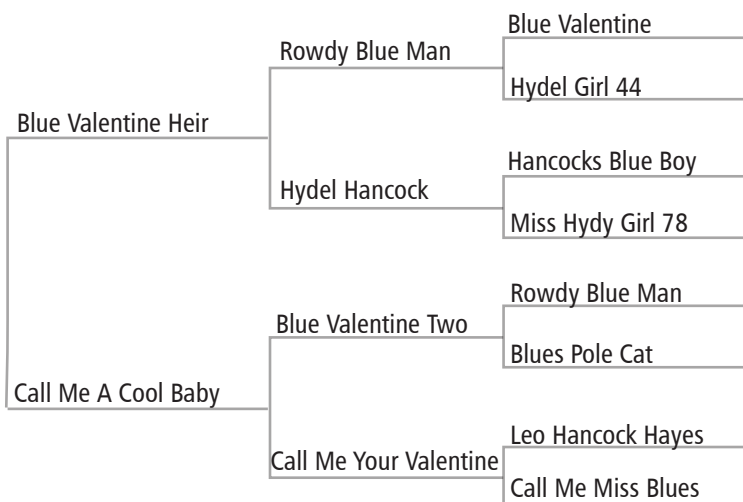 Blue Valentine
Rowdy Blue Man
Hydel Girl 44
Blue Valentine Heir
Hancocks Blue Boy
Hydel Hancock
Miss Hydy Girl 78
Rowdy Blue Man
Blue Valentine Two
Blues Pole Cat
Call Me A Cool Baby
Leo Hancock Hayes
Call Me Your Valentine
Call Me Miss Blues